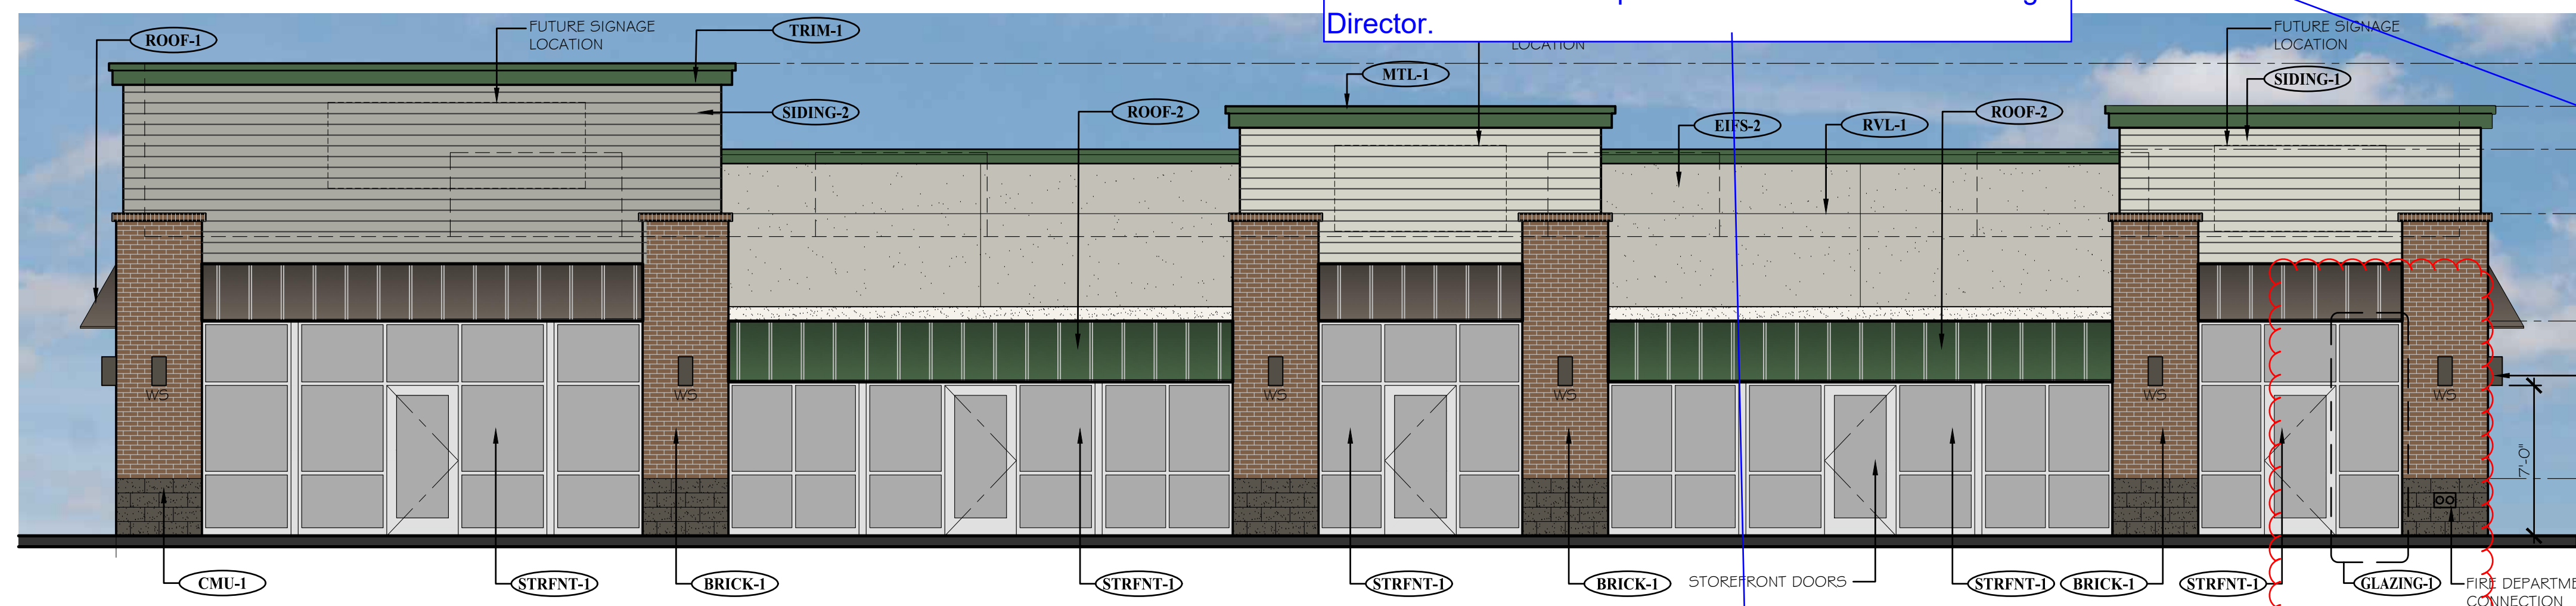 Director.
FUTURE SIGNAGE
LOCATION
ROOF-1
TRIM-1
FUTURE SIGNAGE
LOCATION
LOCATION
MTL-1
SIDING-1
SIDING-2
ROOF-2
EIFS-2
RVL-1
ROOF-2
WS
WS
WS
WS
WS
WS
7'-0"
CMU-1
STRFNT-1
BRICK-1
STRFNT-1
STRFNT-1
BRICK-1
STOREFRONT DOORS
STRFNT-1
BRICK-1
STRFNT-1
GLAZING-1
FIRE DEPARTME
CONNECTION